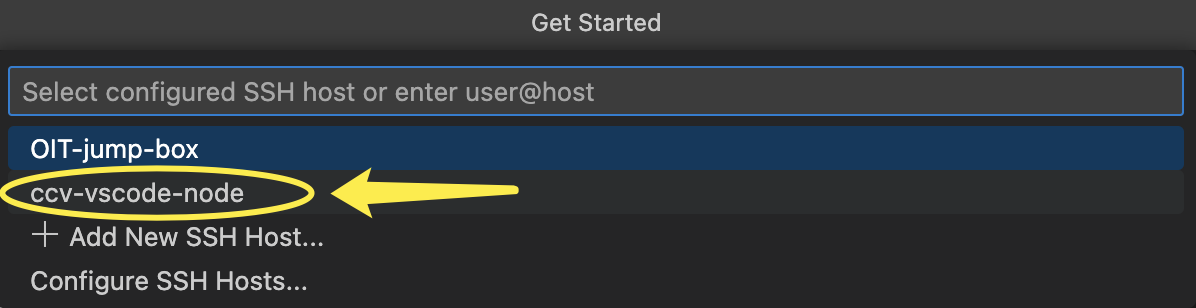 Get Started
Select configured SSH host or enter user@host
OIT-jump-box
ccv-vscode-node
+ Add New SSH Host...
Configure SSH Hosts...